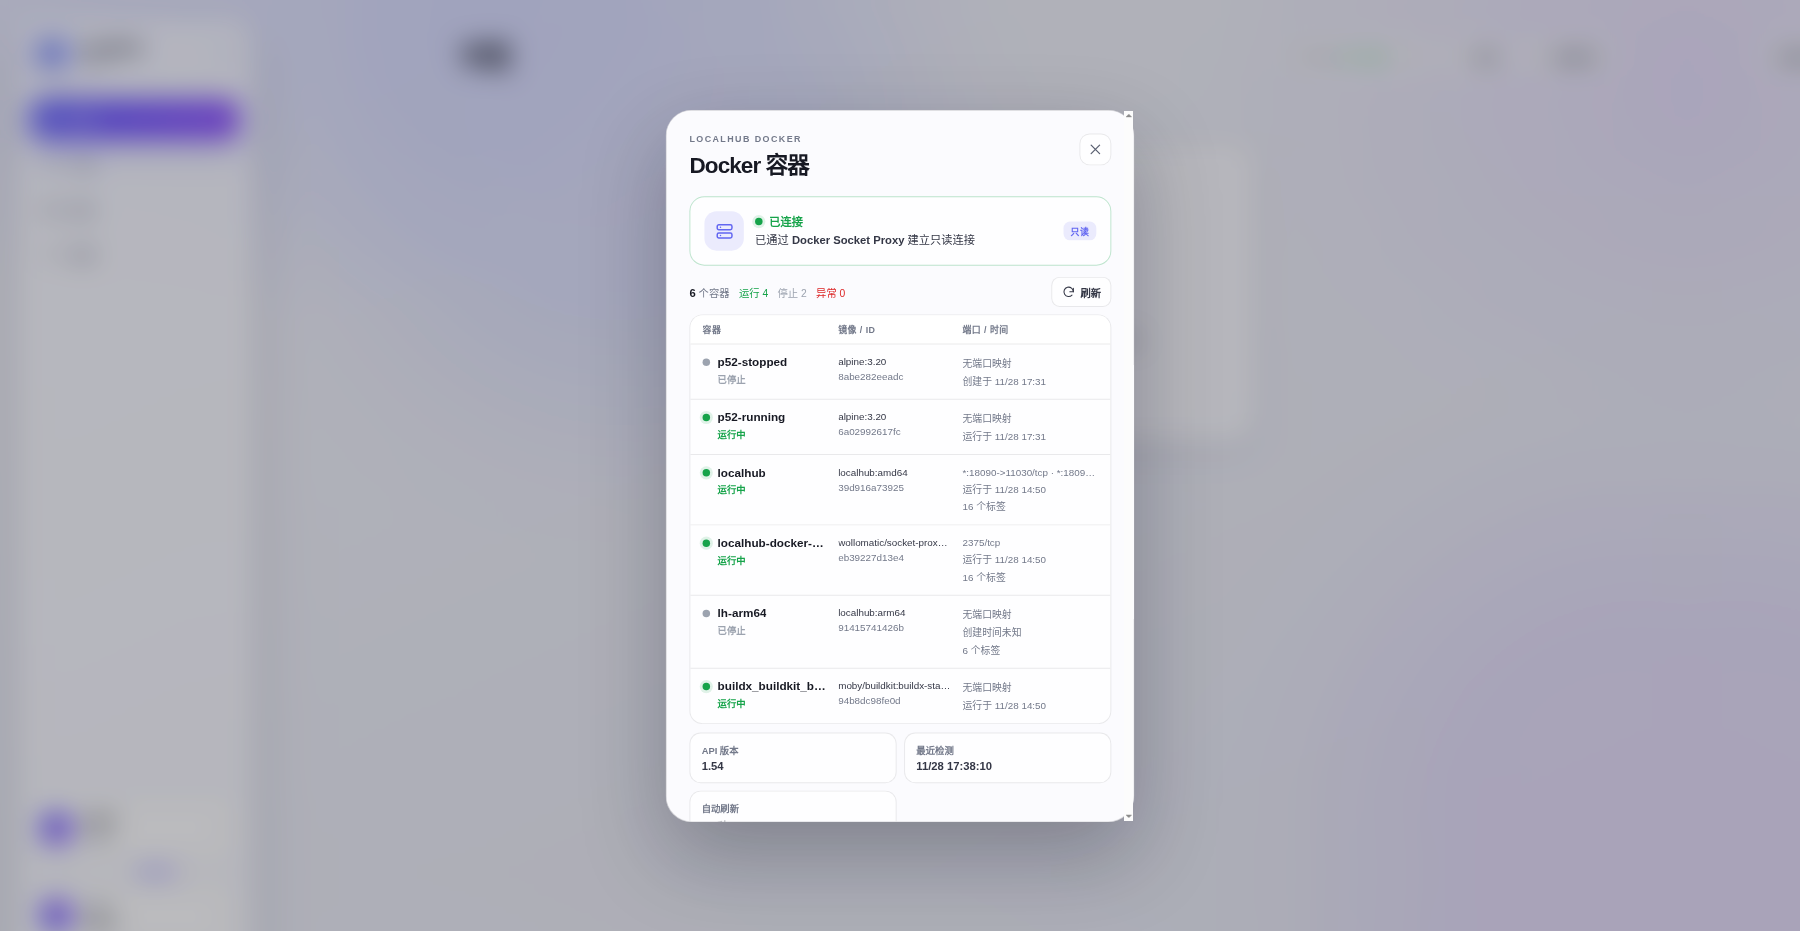 LOCALHUB DOCKER
Docker 容器
已连接
已通过 Docker Socket Proxy 建立只读连接
只读
6 个容器 运行 4 停止 2 异常 0
刷新
容器 镜像 / ID 端口 / 时间
p52-stopped alpine:3.20 无端口映射
已停止 8abe282eeadc 创建于 11/28 17:31
p52-running alpine:3.20 无端口映射
运行中 6a02992617fc 运行于 11/28 17:31
localhub localhub:amd64 *:18090->11030/tcp · *:1809…
运行中 39d916a73925 运行于 11/28 14:50
16 个标签
localhub-docker-… wollomatic/socket-prox… 2375/tcp
运行中 eb39227d13e4 运行于 11/28 14:50
16 个标签
lh-arm64 localhub:arm64 无端口映射
已停止 91415741426b 创建时间未知
6 个标签
buildx_buildkit_b… moby/buildkit:buildx-sta… 无端口映射
运行中 94b8dc98fe0d 运行于 11/28 14:50
API 版本
1.54
最近检测
11/28 17:38:10
自动刷新